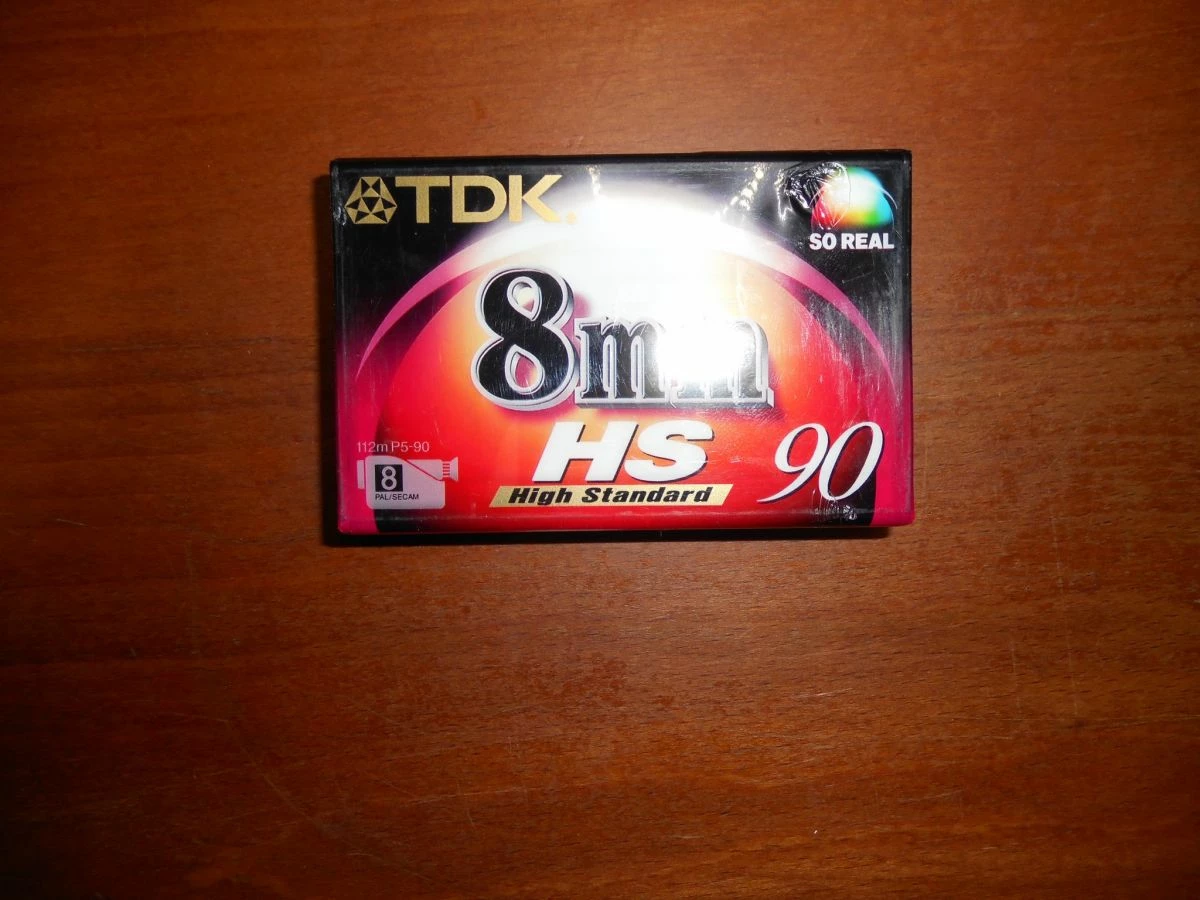 TDK.
SO REAL
8mm
HS
High Standard
90
112m P5-90
8
PAL/SECAM